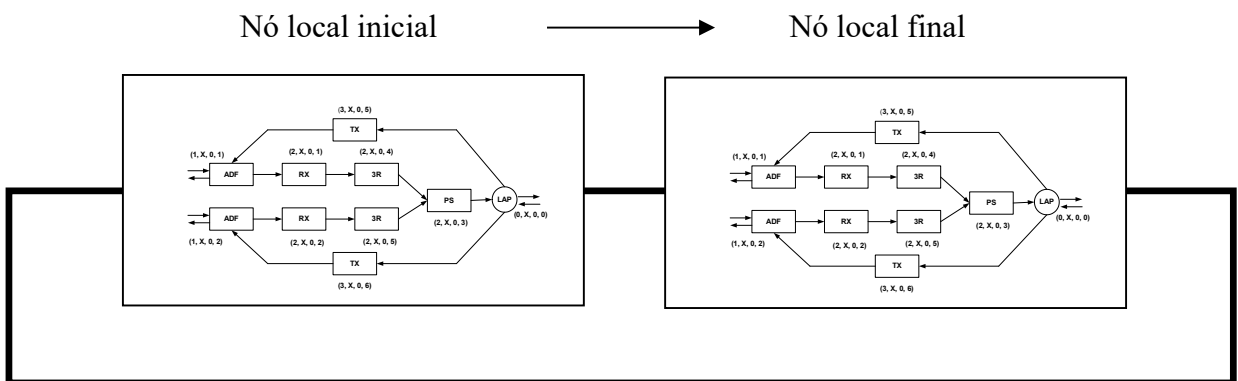 Nó local inicial
Nó local final
(3, X, 0, 5)
TX
(1, X, 0, 1)
(2, X, 0, 1)
(2, X, 0, 4)
ADF
RX
3R
PS
LAP
(0, X, 0, 0)
(2, X, 0, 3)
ADF
RX
3R
(1, X, 0, 2)
(2, X, 0, 2)
(2, X, 0, 5)
TX
(3, X, 0, 6)
(3, X, 0, 5)
TX
(1, X, 0, 1)
(2, X, 0, 1)
(2, X, 0, 4)
ADF
RX
3R
PS
LAP
(0, X, 0, 0)
(2, X, 0, 3)
ADF
RX
3R
(1, X, 0, 2)
(2, X, 0, 2)
(2, X, 0, 5)
TX
(3, X, 0, 6)